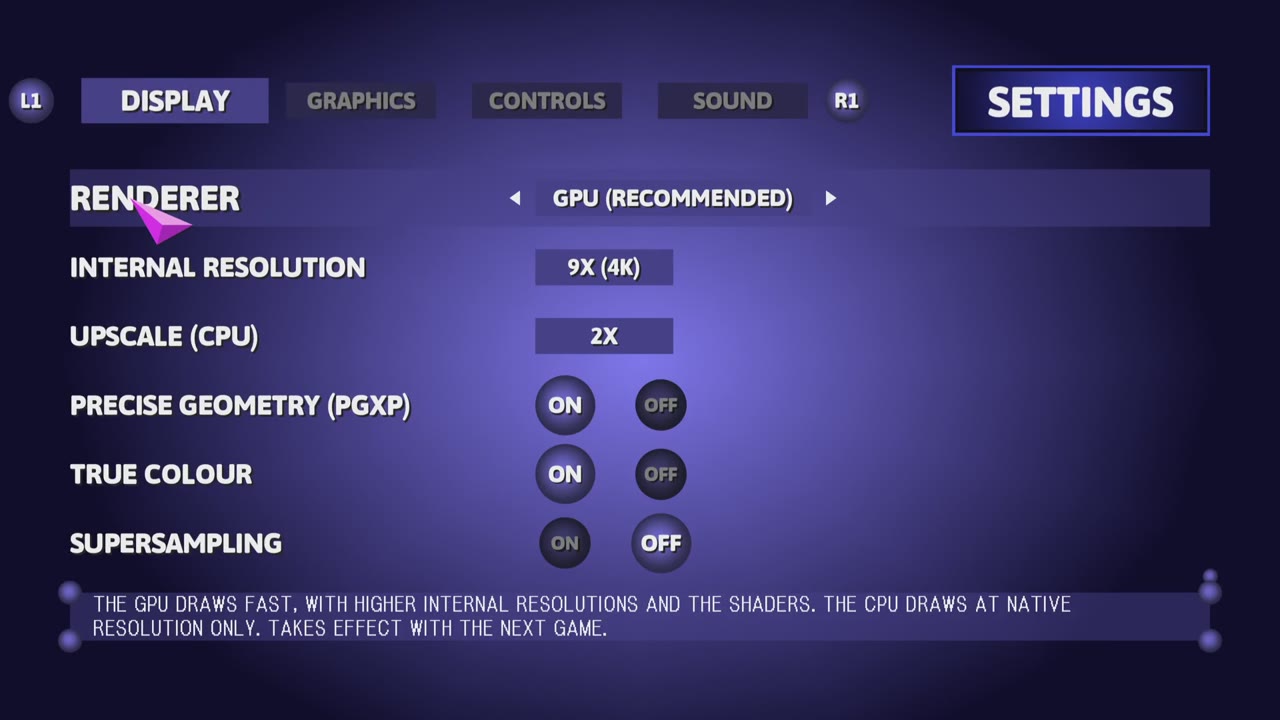 L1
DISPLAY
GRAPHICS
CONTROLS
SOUND
R1
SETTINGS
RENDERER
GPU (RECOMMENDED)
INTERNAL RESOLUTION
9X (4K)
UPSCALE (CPU)
2X
PRECISE GEOMETRY (PGXP)
ON OFF
TRUE COLOUR
ON OFF
SUPERSAMPLING
ON OFF
THE GPU DRAWS FAST, WITH HIGHER INTERNAL RESOLUTIONS AND THE SHADERS. THE CPU DRAWS AT NATIVE
RESOLUTION ONLY. TAKES EFFECT WITH THE NEXT GAME.